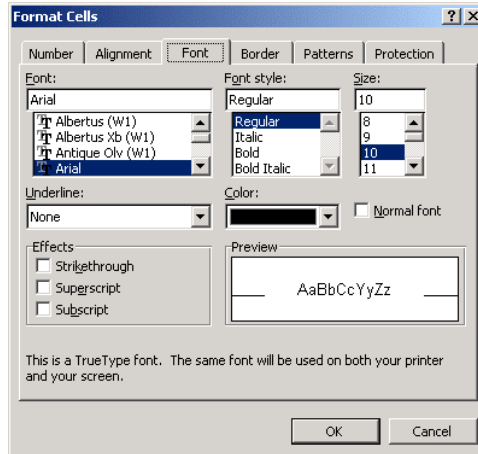 Format Cells
Number Alignment Font Border Patterns Protection
Font: Font style: Size:
Arial Regular 10
Albertus (W1) Regular 8
Albertus Xb (W1) Italic 9
Antique Olv (W1) Bold 10
Arial Bold Italic 11
Underline: Color:
None Normal font
Effects Preview
Strikethrough
Superscript AaBbCcYyZz
Subscript
This is a TrueType font. The same font will be used on both your printer
and your screen.
OK Cancel